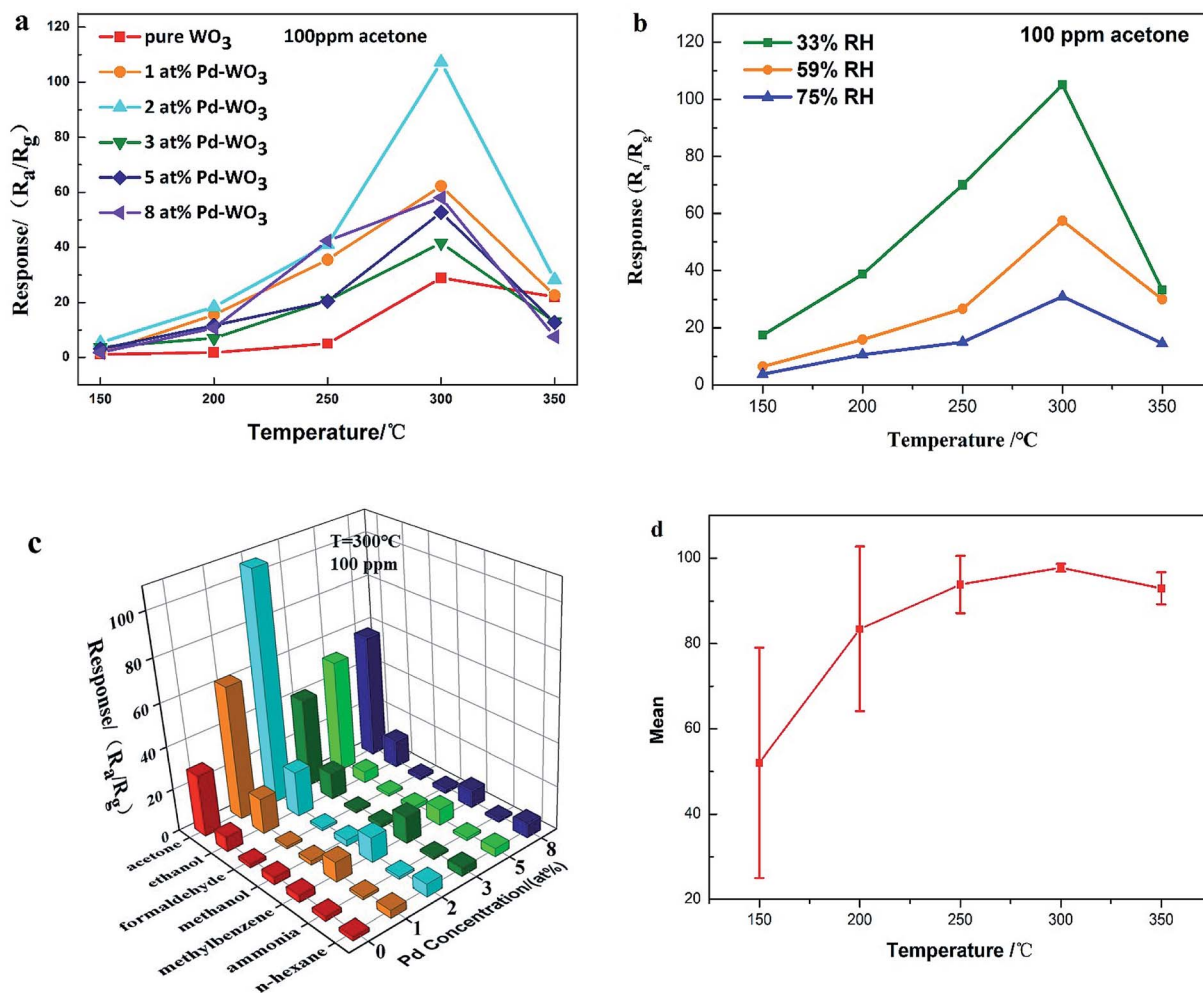 a
100ppm acetone
pure WO3
1 at% Pd-WO3
2 at% Pd-WO3
3 at% Pd-WO3
5 at% Pd-WO3
8 at% Pd-WO3
Response/ (Ra/Rg)
120
100
80
60
40
20
0
150 200 250 300 350
Temperature/℃
b
100 ppm acetone
33% RH
59% RH
75% RH
Response (Ra/Rg)
120
100
80
60
40
20
0
150 200 250 300 350
Temperature /°C
c
T=300°C
100 ppm
Response/ (Ra/Rg)
100
80
60
40
20
0
acetone
ethanol
formaldehyde
methanol
methylbenzene
ammonia
n-hexane
0
1
2
3
5
8
Pd Concentration/(at%)
d
Mean
100
80
60
40
20
150 200 250 300 350
Temperature /℃